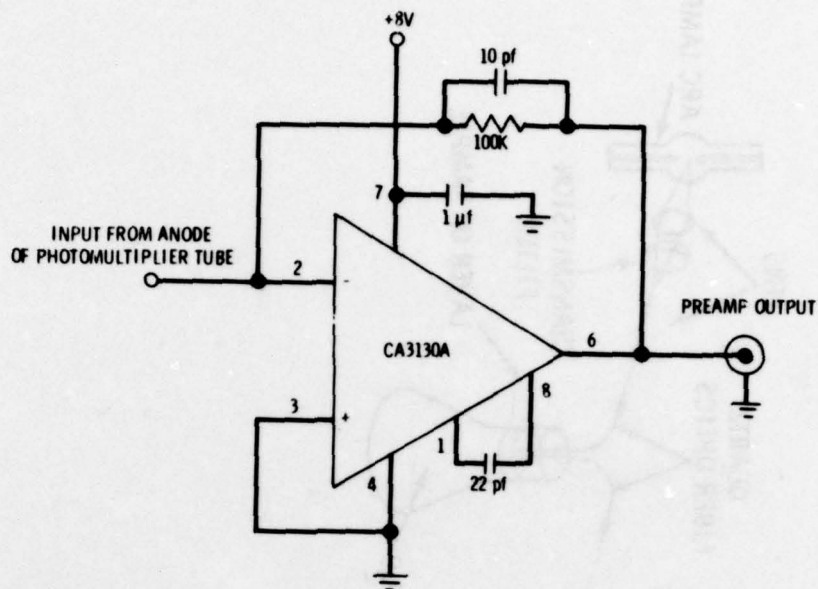 +8V
10 pf
100K
7
1 µf
INPUT FROM ANODE
OF PHOTOMULTIPLIER TUBE
2
-
PREAMF OUTPUT
CA3130A
6
8
3
+
1
4
22 pf